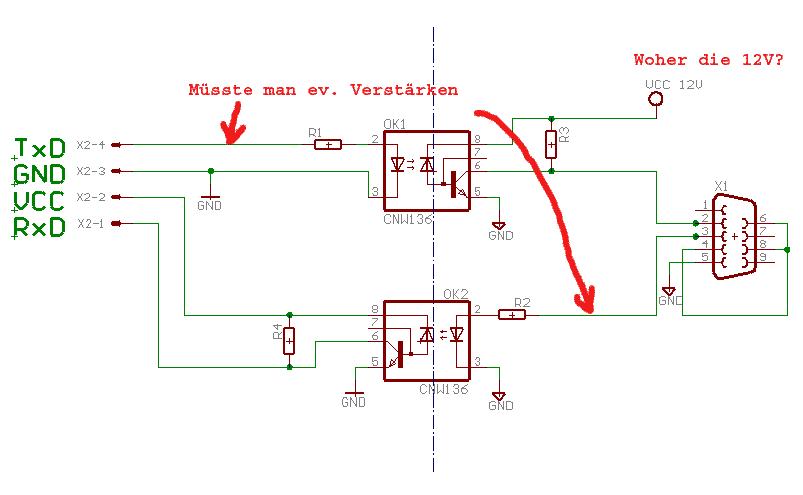 Woher die 12V?
VCC 12V
Müsste man ev. Verstärken
OK1
R1
R3
TxD X2-4
2
8
7
GND X2-3
6
VCC X2-2
3
5
RxD X2-1
GND
CNW136
GND
X1
1
2
6
3
7
4
8
5
9
GND
OK2
R2
8
2
7
R4
6
5
3
GND
CNW136
GND